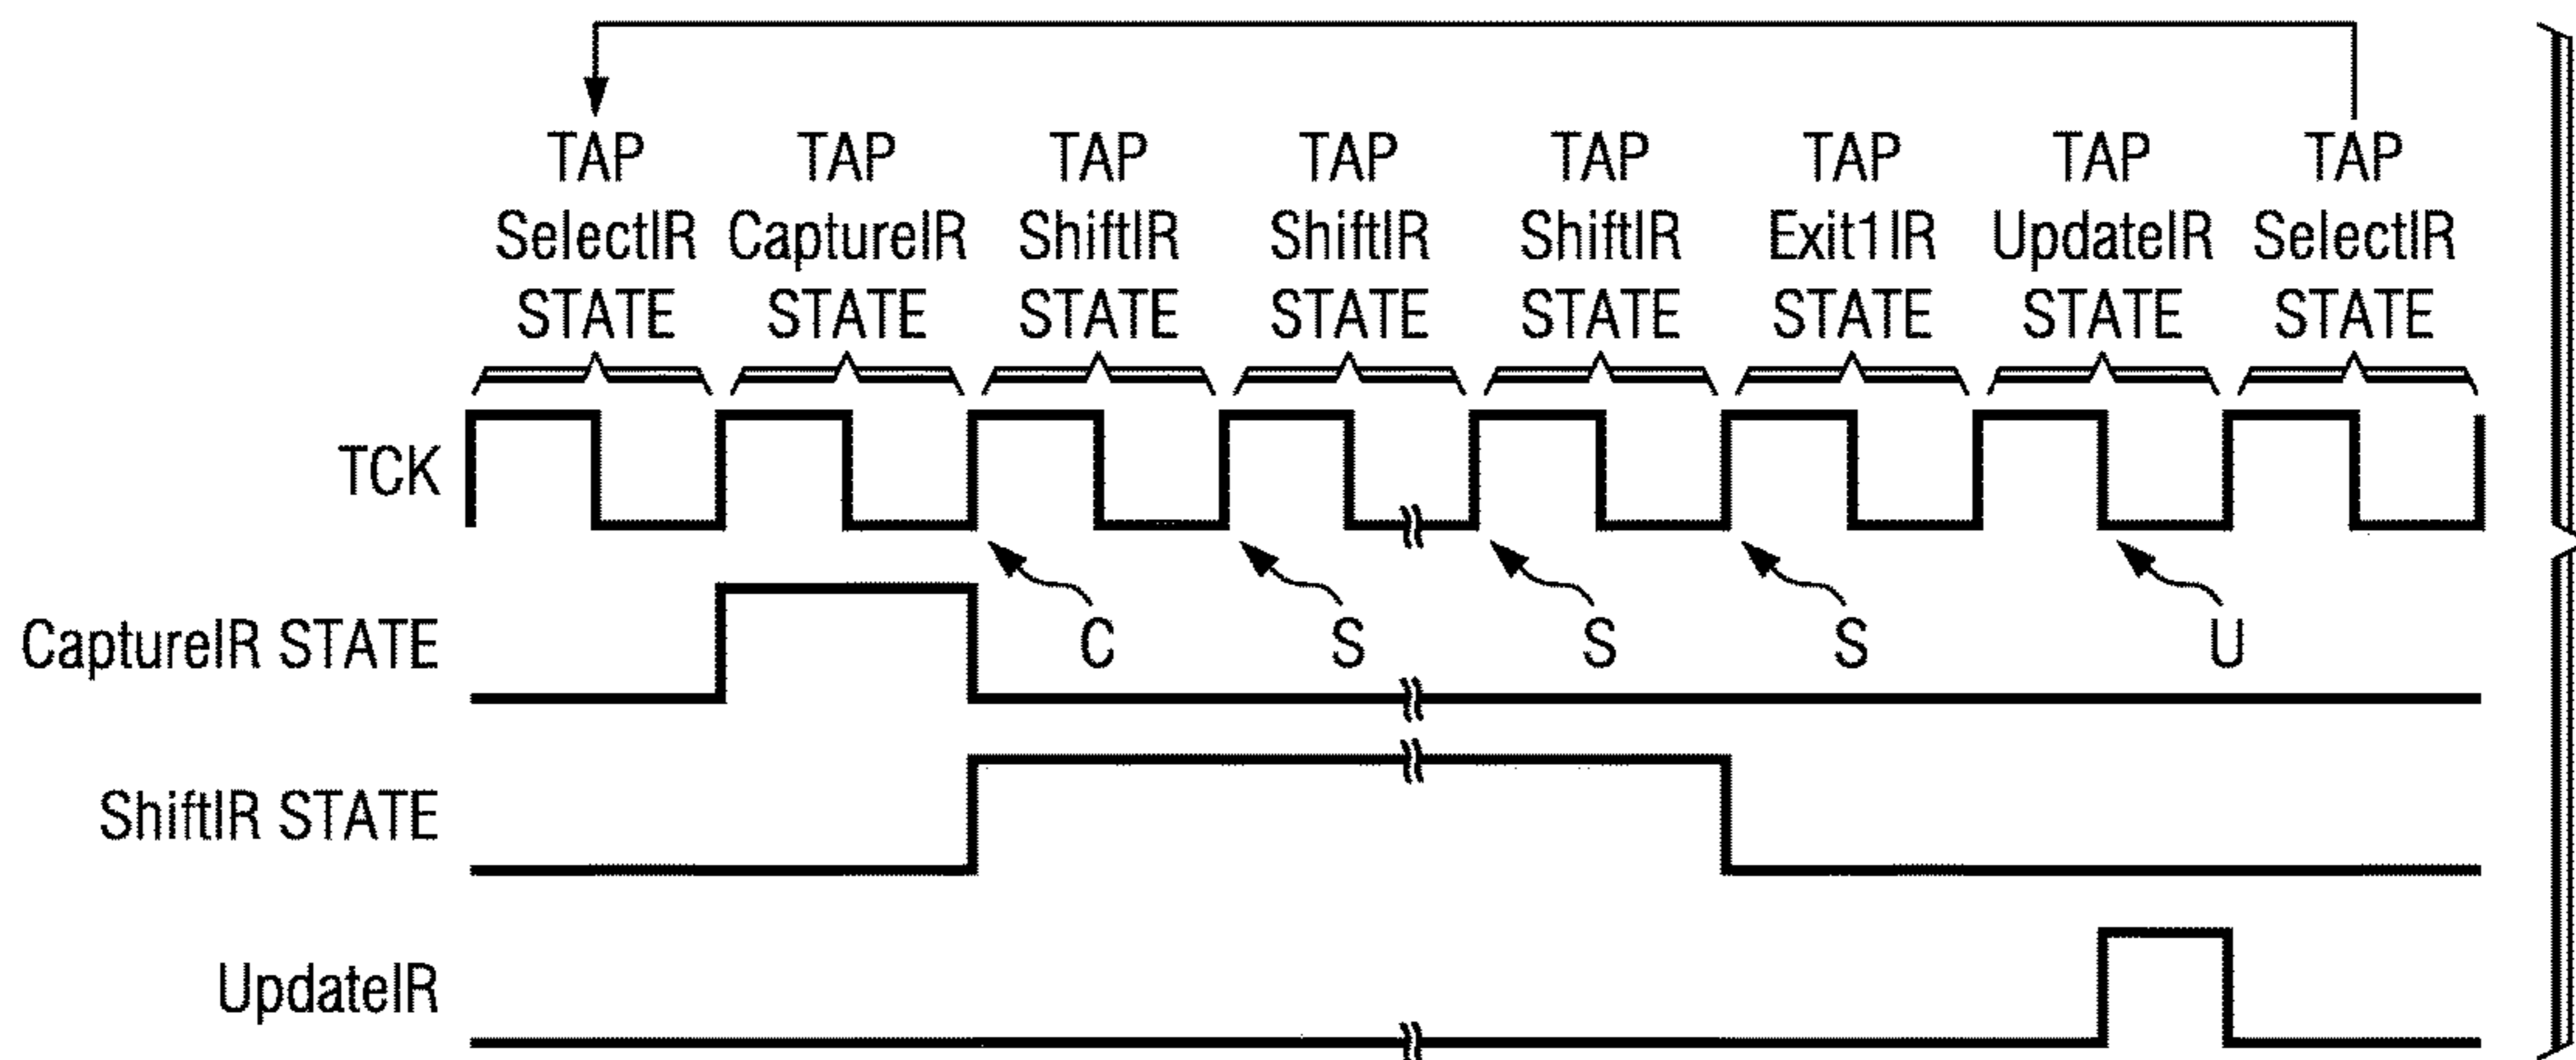 TAP TAP TAP TAP TAP TAP TAP TAP
SelectIR CaptureIR ShiftIR ShiftIR ShiftIR Exit1IR UpdateIR SelectIR
STATE STATE STATE STATE STATE STATE STATE STATE
TCK
CaptureIR STATE C S S S U
ShiftIR STATE
UpdateIR